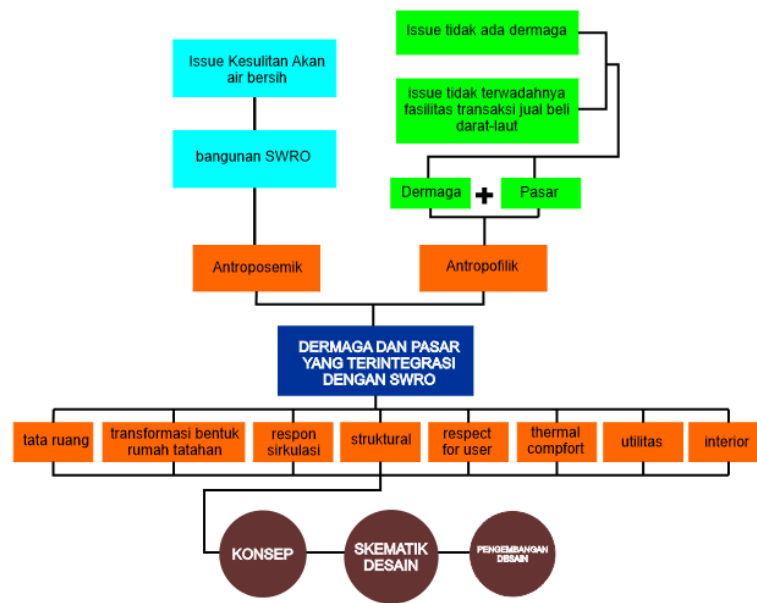 Issue Kesulitan Akan
air bersih
Issue tidak ada dermaga
issue tidak terwadahnya
fasilitas transaksi jual beli
darat-laut
bangunan SWRO
Dermaga
+
Pasar
Antroposemik
Antropofilik
DERMAGA DAN PASAR
YANG TERINTEGRASI
DENGAN SWRO
tata ruang
transformasi bentuk
rumah tatahan
respon
sirkulasi
struktural
respect
for user
thermal
compfort
utilitas
interior
KONSEP
SKEMATIK
DESAIN
PENGEMBANGAN
DESAIN